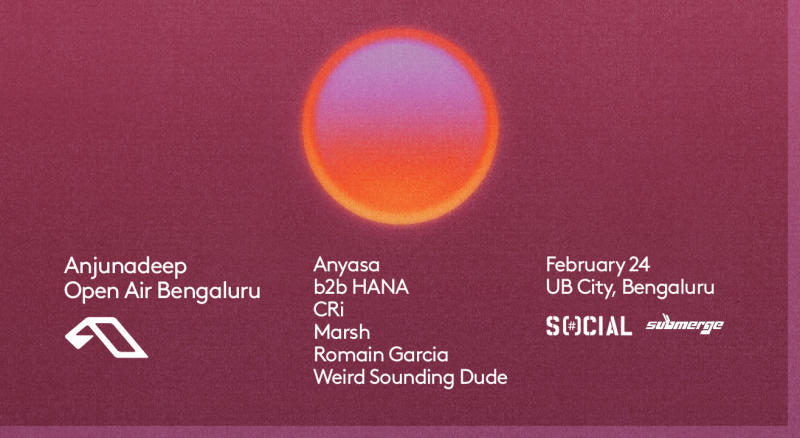 Anjunadeep
Open Air Bengaluru
Anyasa
b2b HANA
CRi
Marsh
Romain Garcia
Weird Sounding Dude
February 24
UB City, Bengaluru
S(#)CIAL
submerge